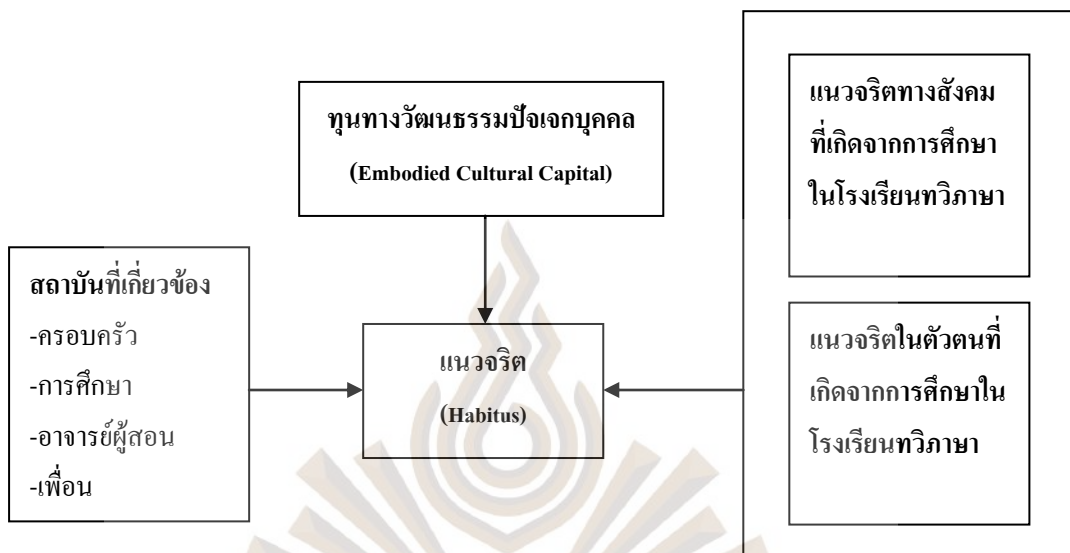 ทุนทางวัฒนธรรมปัจเจกบุคคล
(Embodied Cultural Capital)
สถาบันที่เกี่ยวข้อง
-ครอบครัว
-การศึกษา
-อาจารย์ผู้สอน
-เพื่อน
แนวจริต
(Habitus)
แนวจริตทางสังคม
ที่เกิดจากการศึกษา
ในโรงเรียนทวิภาษา
แนวจริตในตัวตนที่
เกิดจากการศึกษาใน
โรงเรียนทวิภาษา